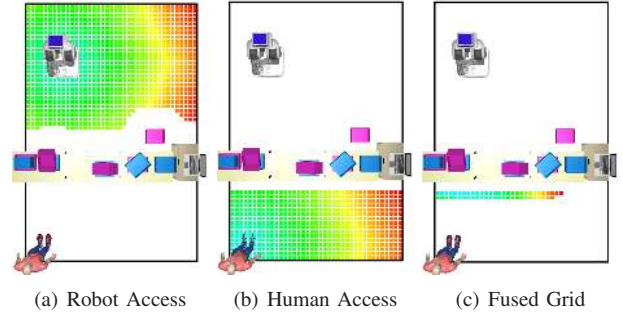 (a) Robot Access
(b) Human Access
(c) Fused Grid